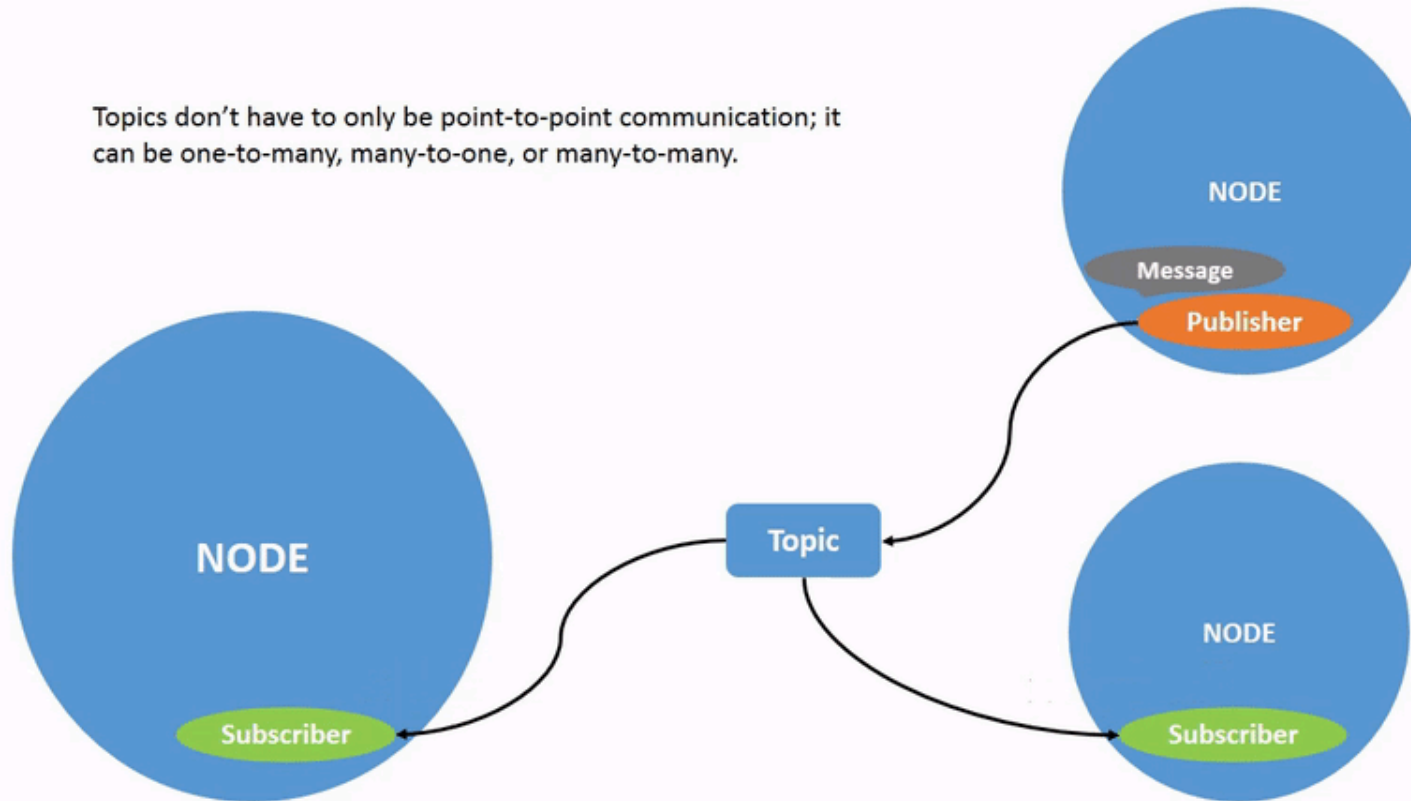 Topics don't have to only be point-to-point communication; it
can be one-to-many, many-to-one, or many-to-many.
NODE
Message
Publisher
Topic
NODE
Subscriber
NODE
Subscriber